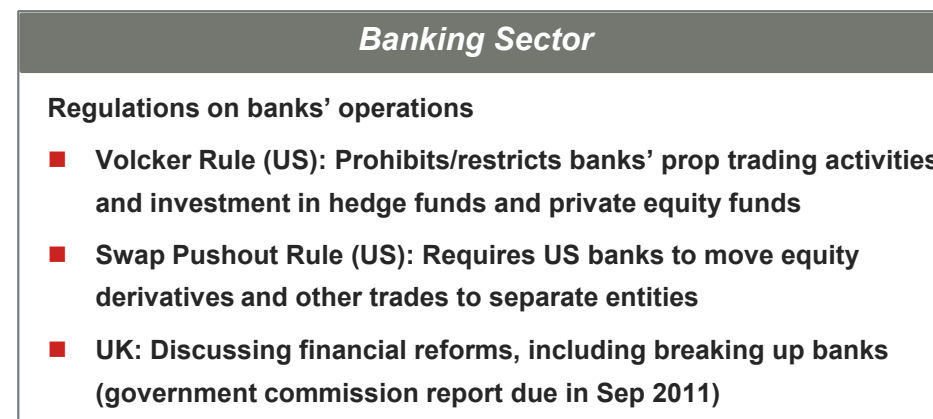 Banking Sector
Regulations on banks’ operations
Volcker Rule (US): Prohibits/restricts banks’ prop trading activities
and investment in hedge funds and private equity funds
Swap Pushout Rule (US): Requires US banks to move equity
derivatives and other trades to separate entities
UK: Discussing financial reforms, including breaking up banks
(government commission report due in Sep 2011)